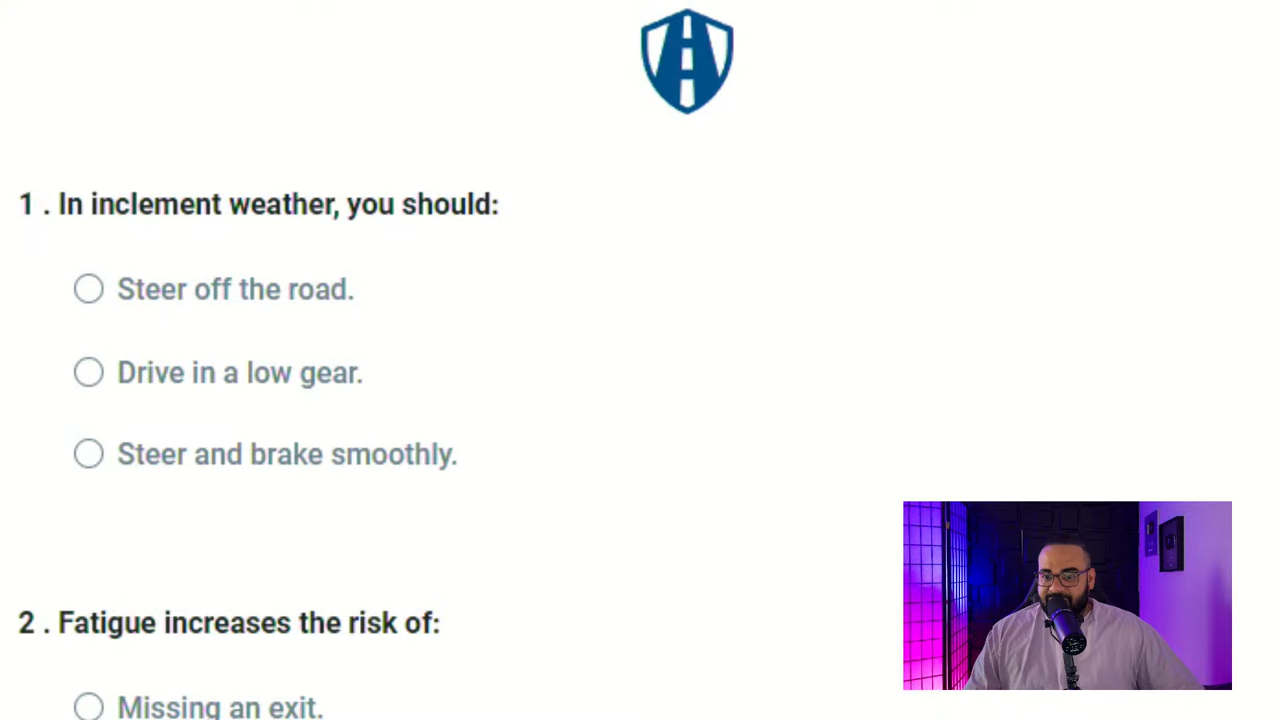 1 . In inclement weather, you should:
Steer off the road.
Drive in a low gear.
Steer and brake smoothly.
2 . Fatigue increases the risk of:
Missing an exit.